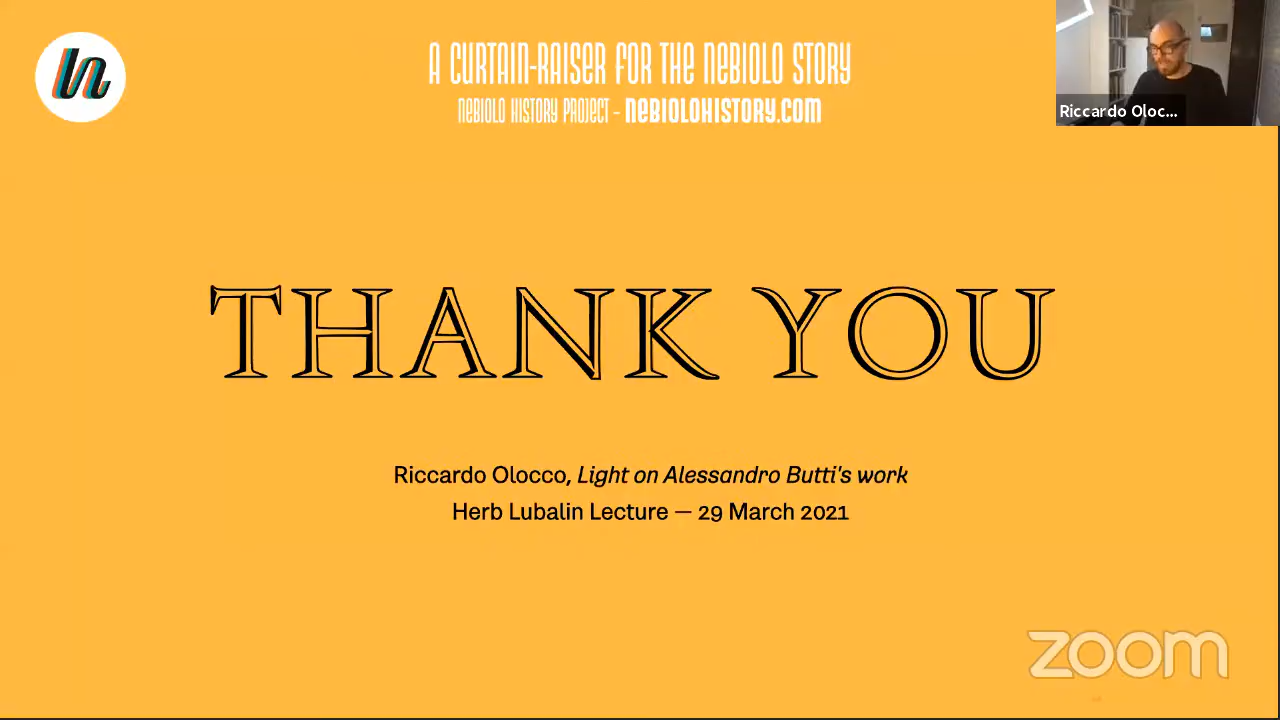 A CURTAIN-RAISER FOR THE NEBIOLO STORY
NEBIOLO HISTORY PROJECT - NEBIOLOHISTORY.COM
Riccardo Oloc...
THANK YOU
Riccardo Olocco, Light on Alessandro Butti's work
Herb Lubalin Lecture — 29 March 2021
zoom